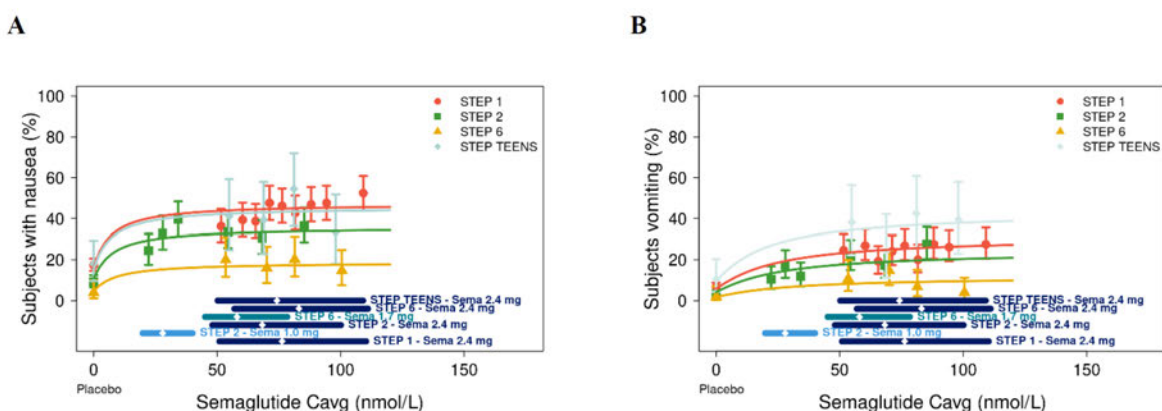 A
Subjects with nausea (%)
100
80
60
40
20
0
STEP 1
STEP 2
STEP 6
STEP TEENS
STEP TEENS - Sema 2.4 mg
STEP 6 - Sema 2.4 mg
STEP 6 - Sema 1.7 mg
STEP 2 - Sema 2.4 mg
STEP 2 - Sema 1.0 mg
STEP 1 - Sema 2.4 mg
0 50 100 150
Placebo
Semaglutide Cavg (nmol/L)
B
Subjects vomiting (%)
100
80
60
40
20
0
STEP 1
STEP 2
STEP 6
STEP TEENS
STEP TEENS - Sema 2.4 mg
STEP 6 - Sema 2.4 mg
STEP 6 - Sema 1.7 mg
STEP 2 - Sema 2.4 mg
STEP 2 - Sema 1.0 mg
STEP 1 - Sema 2.4 mg
0 50 100 150
Placebo
Semaglutide Cavg (nmol/L)